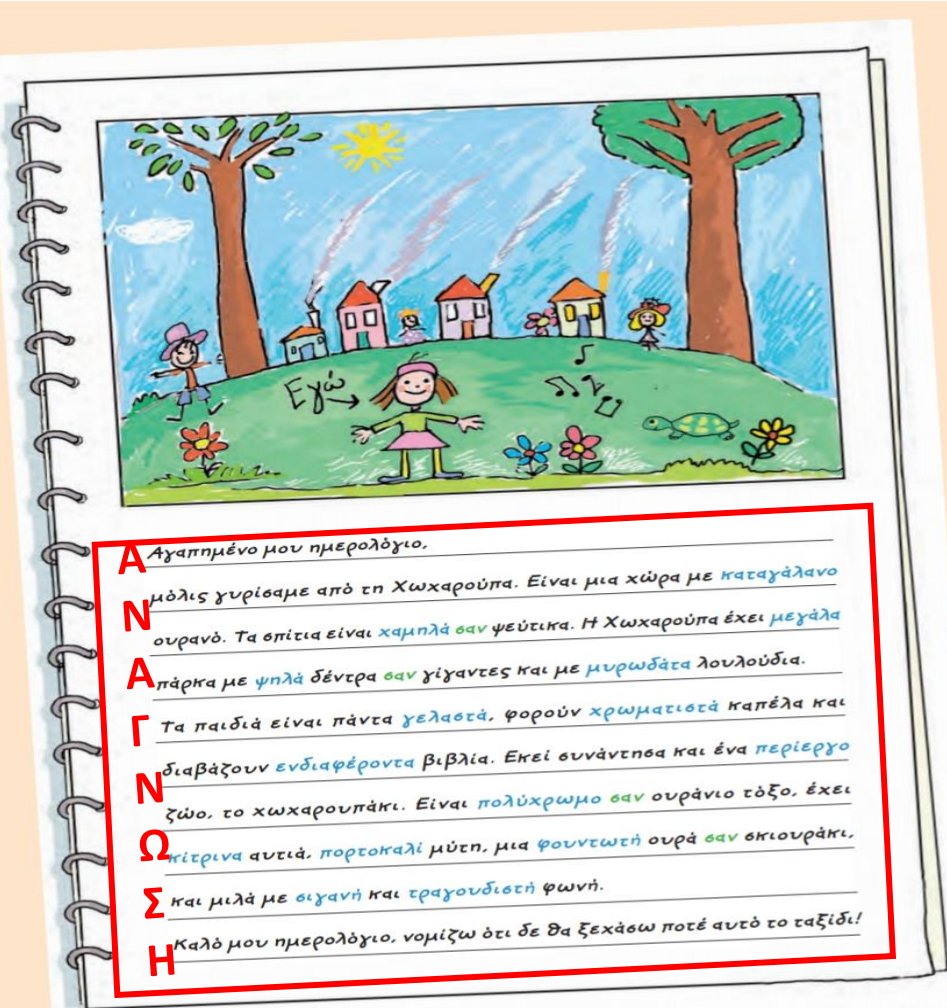 Εγώ
ΑΝΑΓΝΩΣΗ
Αγαπημένο μου ημερολόγιο,
μόλις γυρίσαμε από τη Χωχαρούπα. Είναι μια χώρα με καταγάλανο
ουρανό. Τα σπίτια είναι χαμηλά σαν ψεύτικα. Η Χωχαρούπα έχει μεγάλα
πάρκα με ψηλά δέντρα σαν γίγαντες και με μυρωδάτα λουλούδια.
Τα παιδιά είναι πάντα γελαστά, φορούν χρωματιστά καπέλα και
διαβάζουν ενδιαφέροντα βιβλία. Εκεί συνάντησα και ένα περίεργο
ζώο, το χωχαρουπάκι. Είναι πολύχρωμο σαν ουράνιο τόξο, έχει
κίτρινα αυτιά, πορτοκαλί μύτη, μια φουντωτή ουρά σαν σκιουράκι,
και μιλά με σιγανή και τραγουδιστή φωνή.
Καλό μου ημερολόγιο, νομίζω ότι δε θα ξεχάσω ποτέ αυτό το ταξίδι!